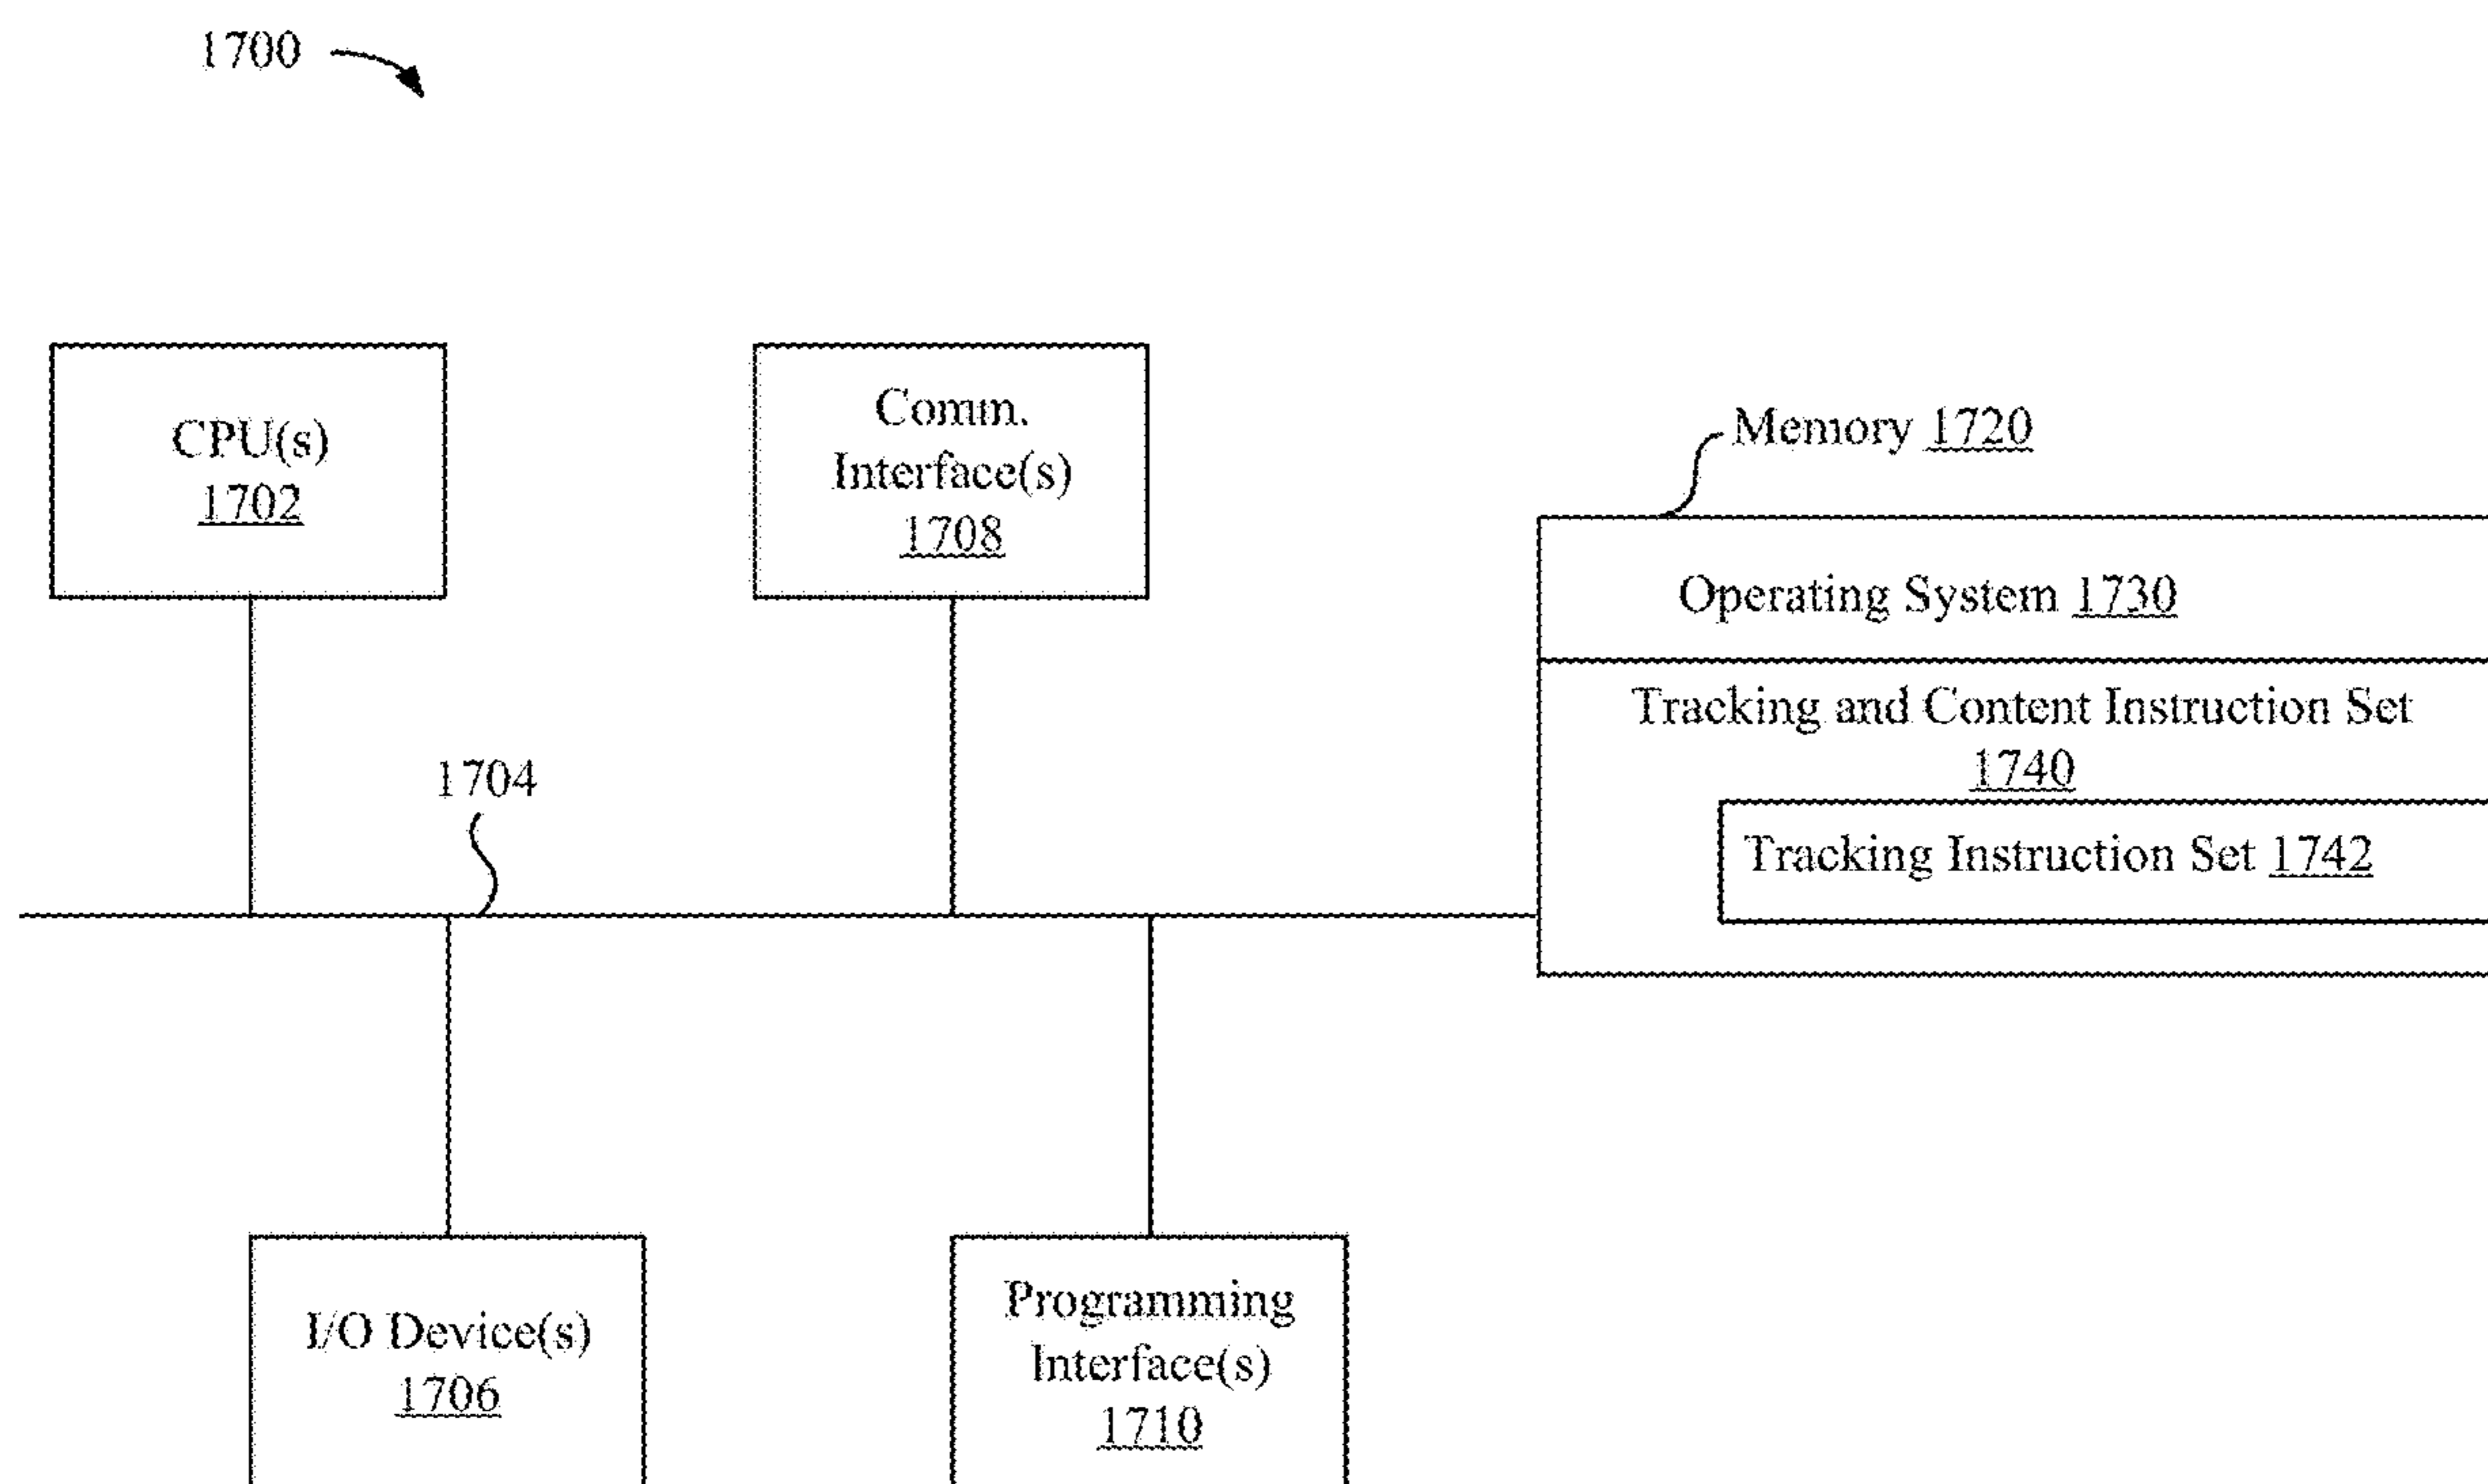 1700
CPU(s)
1702
Comm.
Interface(s)
1708
Memory 1720
Operating System 1730
Tracking and Content Instruction Set
1740
Tracking Instruction Set 1742
1704
I/O Device(s)
1706
Programming
Interface(s)
1710